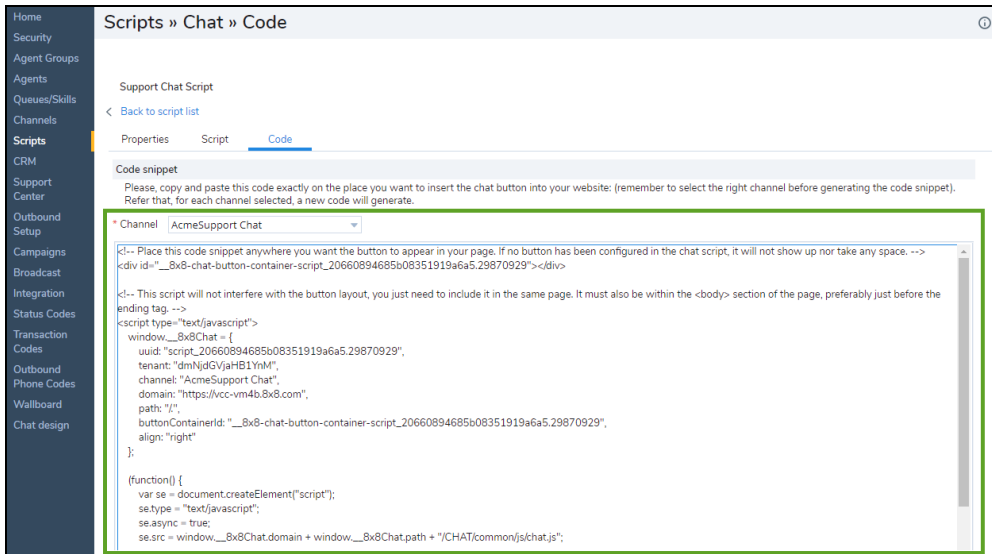 Home
Security
Agent Groups
Agents
Queues/Skills
Channels
Scripts
CRM
Support
Center
Outbound
Setup
Campaigns
Broadcast
Integration
Status Codes
Transaction
Codes
Outbound
Phone Codes
Wallboard
Chat design
Scripts » Chat » Code
Support Chat Script
< Back to script list
Properties Script Code
Code snippet
Please, copy and paste this code exactly on the place you want to insert the chat button into your website: (remember to select the right channel before generating the code snippet).
Refer that, for each channel selected, a new code will generate.
* Channel AcmeSupport Chat
<!-- Place this code snippet anywhere you want the button to appear in your page. If no button has been configured in the chat script, it will not show up nor take any space. -->
<div id="__8x8-chat-button-container-script_20660894685b08351919a6a5.29870929"></div>
<!-- This script will not interfere with the button layout, you just need to include it in the same page. It must also be within the <body> section of the page, preferably just before the
ending tag. -->
<script type="text/javascript">
window.__8x8Chat = {
uuid: "script_20660894685b08351919a6a5.29870929",
tenant: "dmNjdGVjaHB1YnM",
channel: "AcmeSupport Chat",
domain: "https://vcc-vm4b.8x8.com",
path: "/.",
buttonContainerId: "__8x8-chat-button-container-script_20660894685b08351919a6a5.29870929",
align: "right"
};
(function() {
var se = document.createElement("script");
se.type = "text/javascript";
se.async = true;
se.src = window.__8x8Chat.domain + window.__8x8Chat.path + "/CHAT/common/js/chat.js";